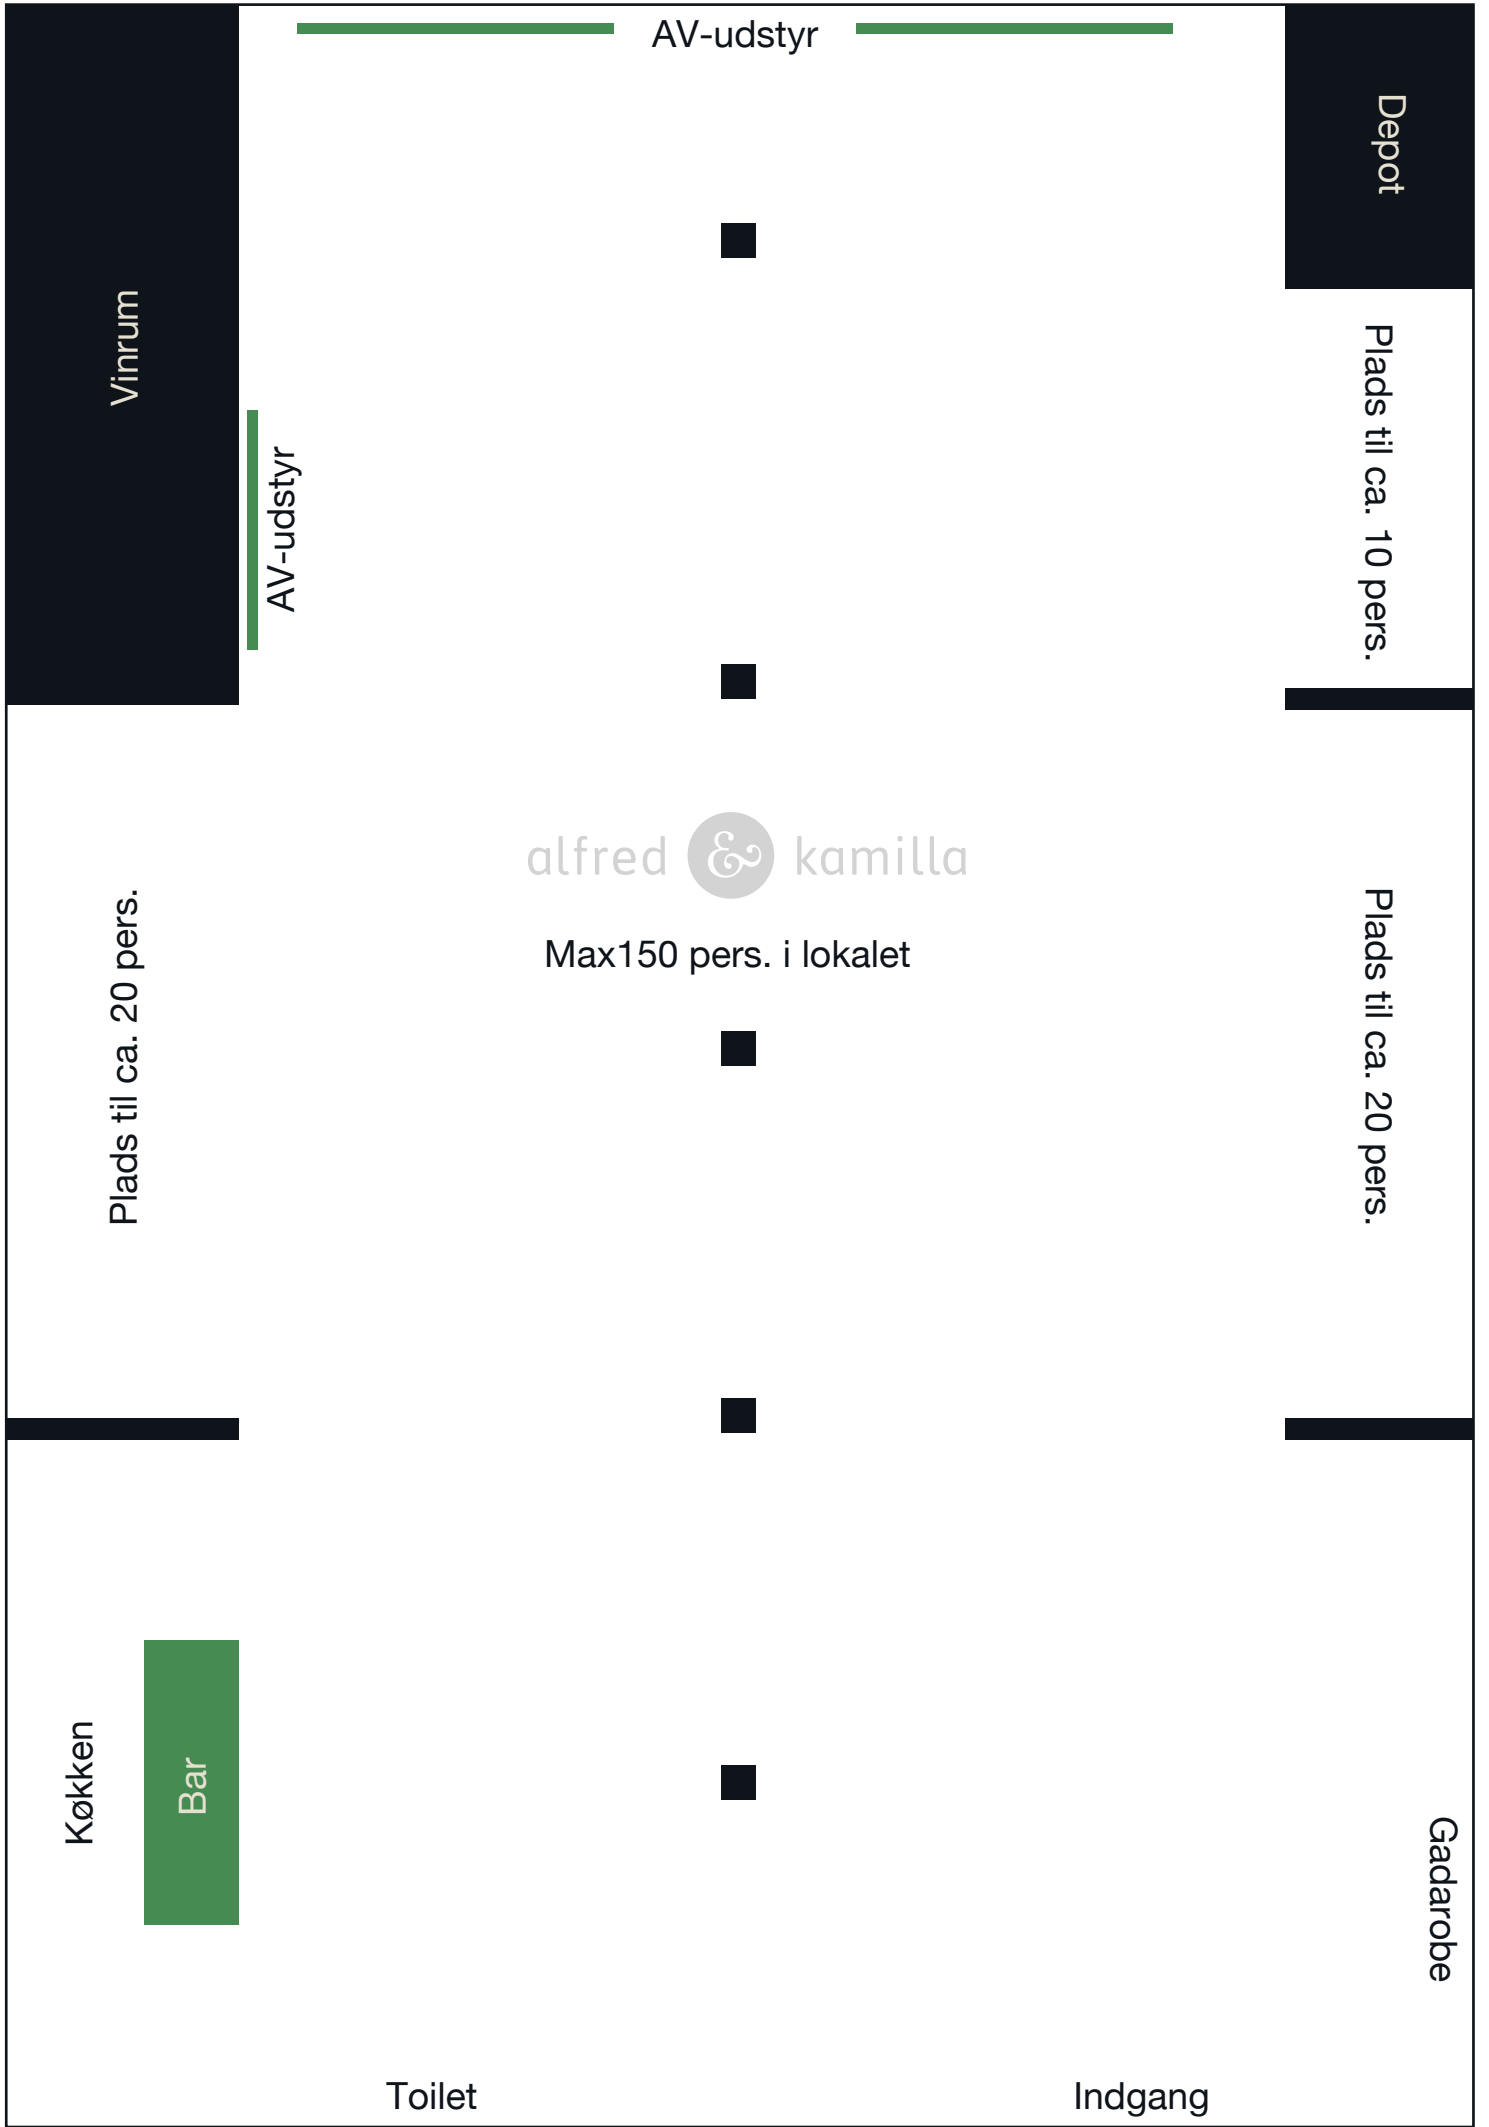 AV-udstyr
Depot
Vinrum
Plads til ca. 10 pers.
AV-udstyr
alfred & kamilla
Max150 pers. i lokalet
Plads til ca. 20 pers.
Plads til ca. 20 pers.
Køkken
Bar
Gadarobe
Toilet
Indgang